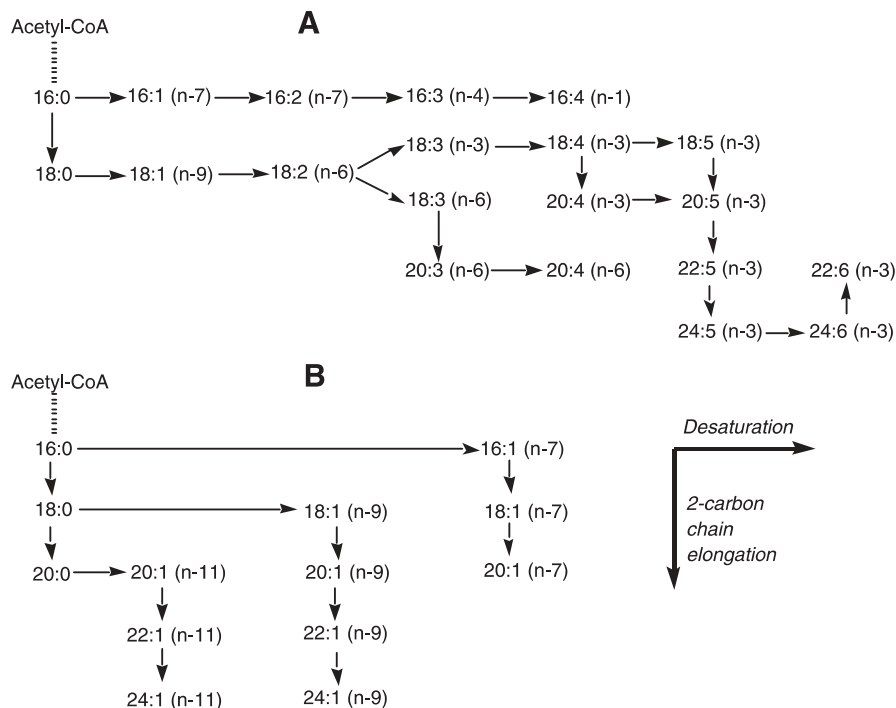 A
Acetyl-CoA
16:0 16:1 (n-7) 16:2 (n-7) 16:3 (n-4) 16:4 (n-1)
18:3 (n-3) 18:4 (n-3) 18:5 (n-3)
18:0 18:1 (n-9) 18:2 (n-6)
18:3 (n-6) 20:4 (n-3) 20:5 (n-3)
20:3 (n-6) 20:4 (n-6) 22:5 (n-3) 22:6 (n-3)
24:5 (n-3) 24:6 (n-3)
B
Acetyl-CoA
16:0 16:1 (n-7)
18:0 18:1 (n-9) 18:1 (n-7)
20:0 20:1 (n-11) 20:1 (n-9) 20:1 (n-7)
22:1 (n-11) 22:1 (n-9)
24:1 (n-11) 24:1 (n-9)
Desaturation
2-carbon
chain
elongation